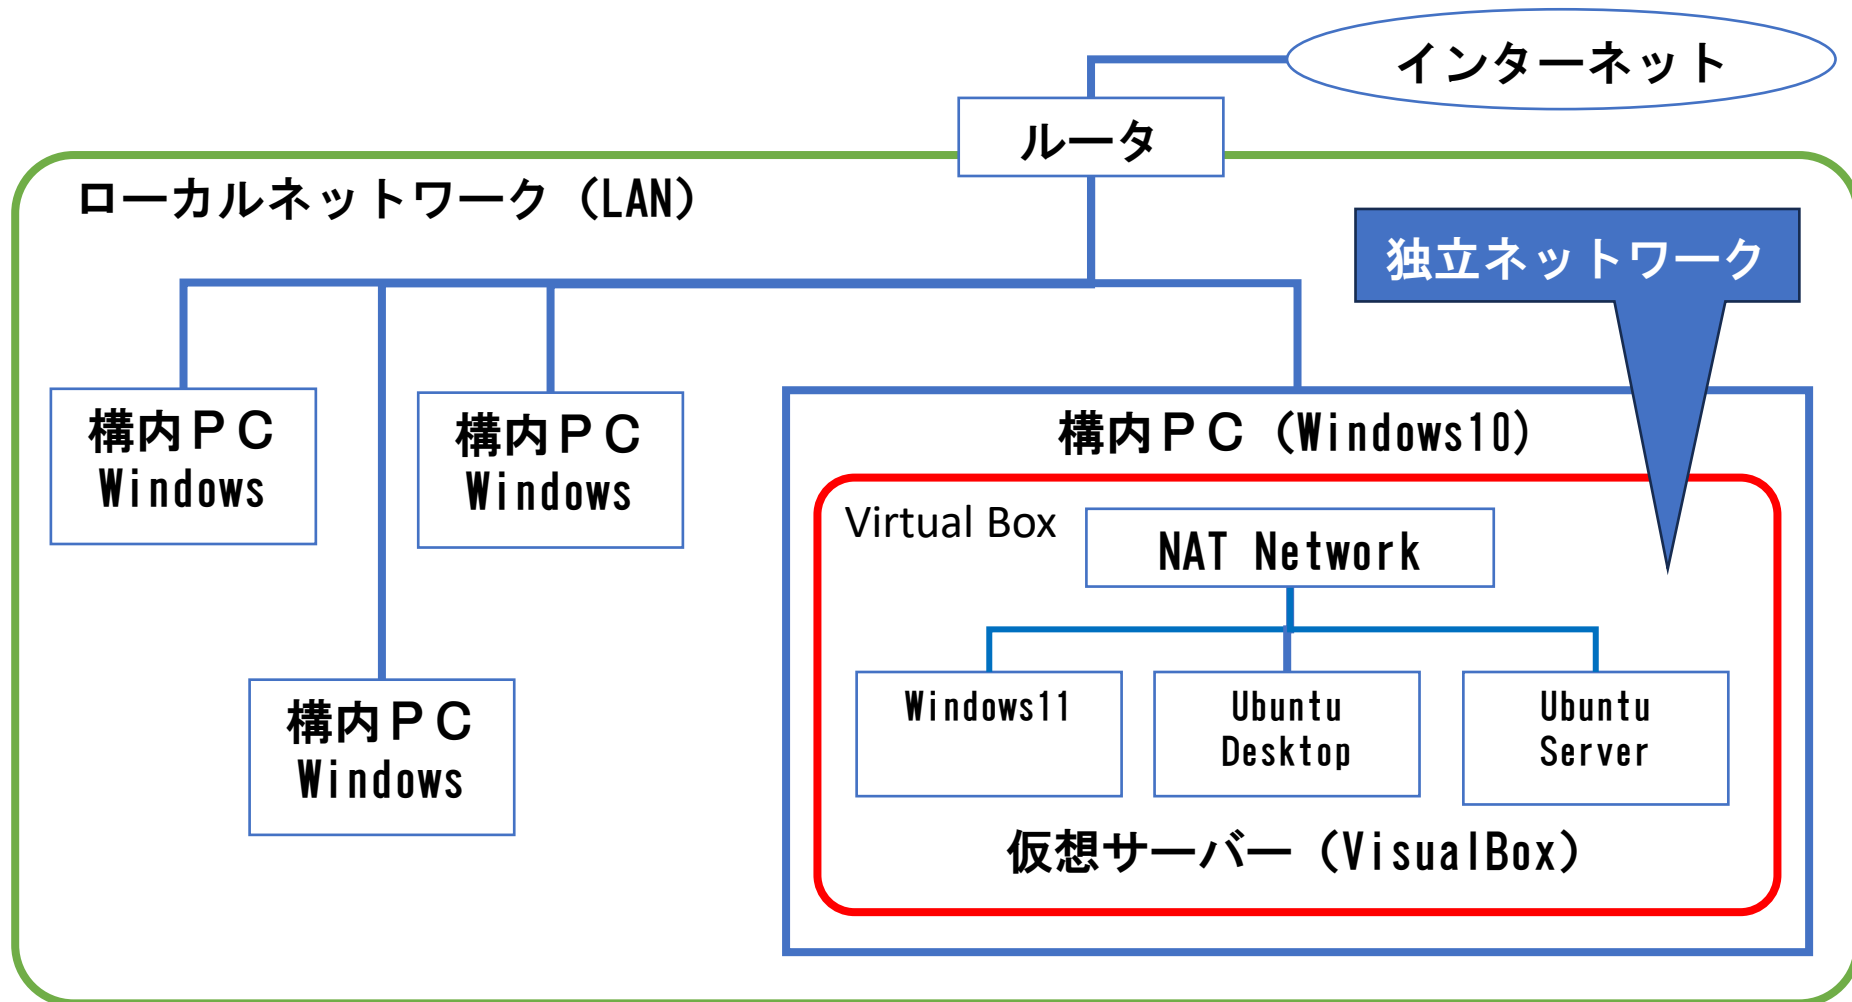 インターネット
ルータ
ローカルネットワーク（LAN）
独立ネットワーク
構内ＰＣ
Windows
構内ＰＣ
Windows
構内ＰＣ
Windows
構内ＰＣ（Windows10）
Virtual Box
NAT Network
Windows11
Ubuntu
Desktop
Ubuntu
Server
仮想サーバー（VisualBox）